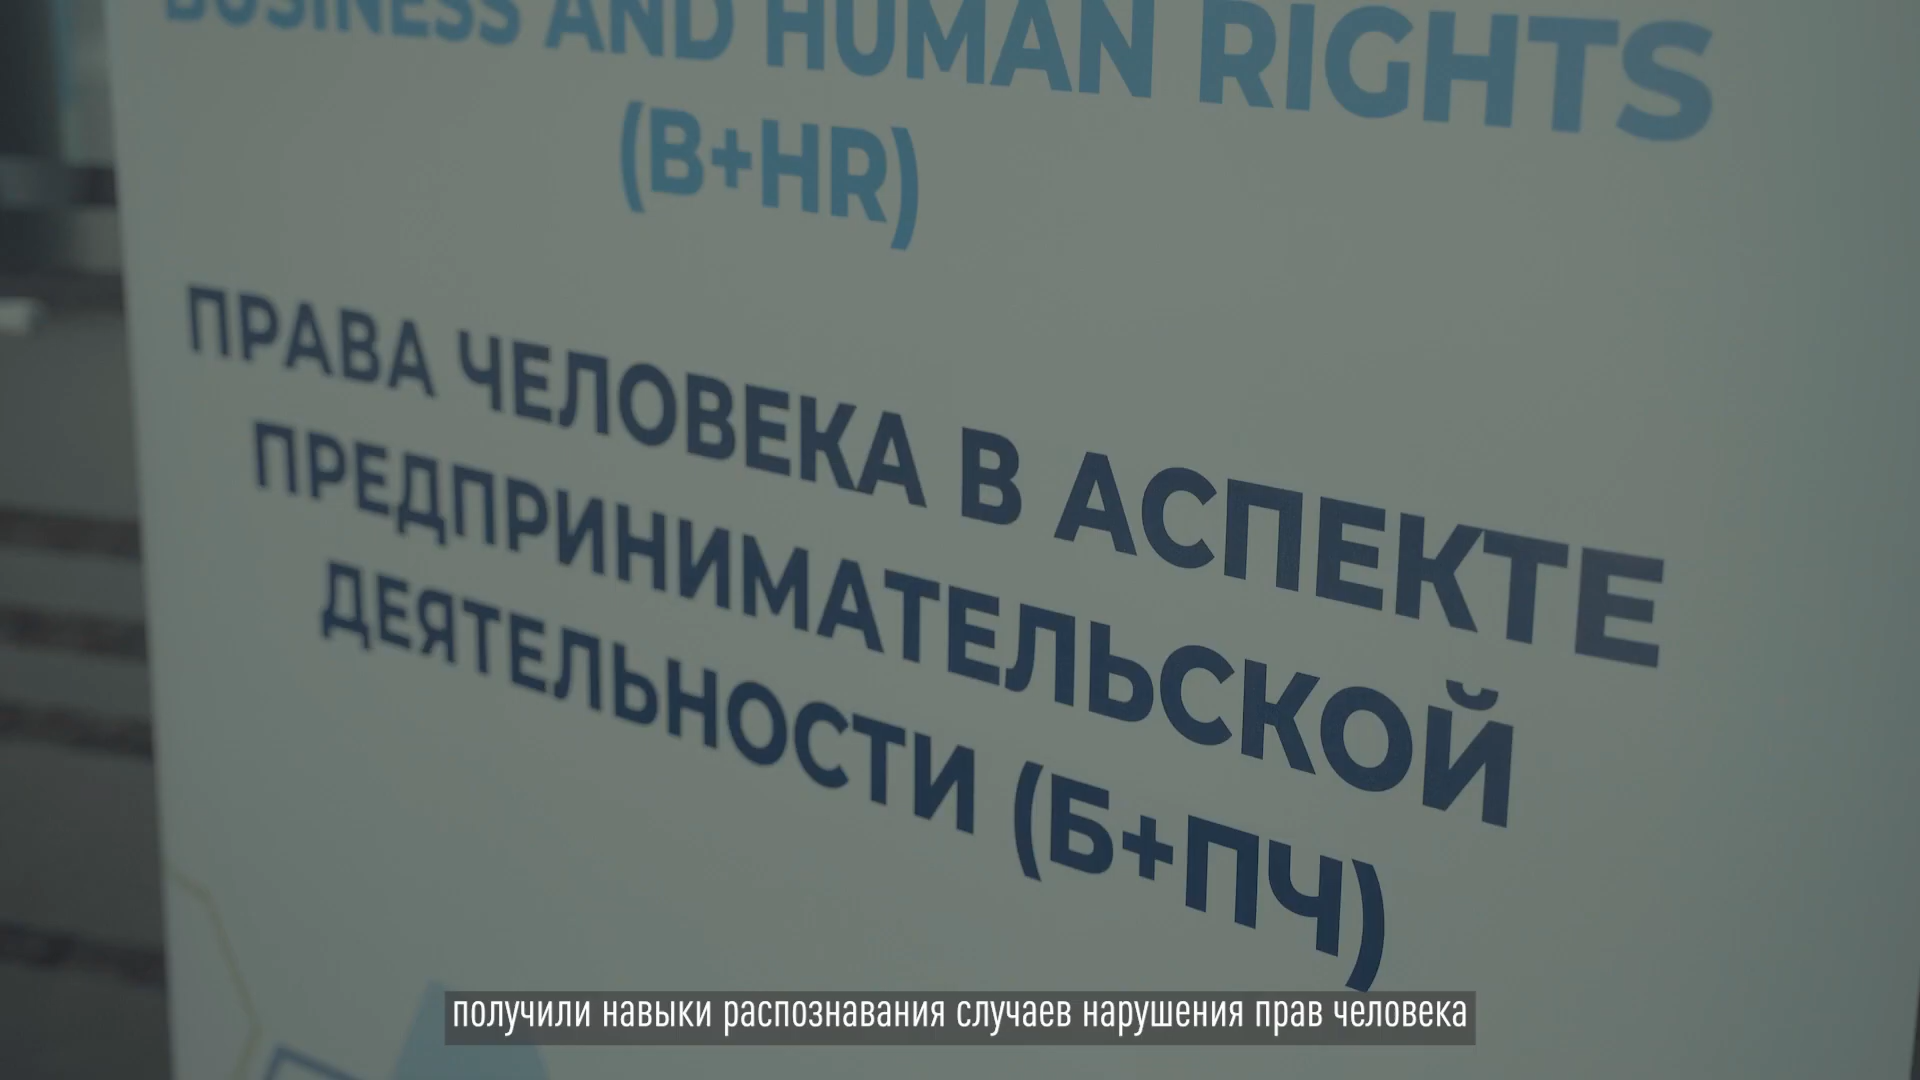 BUSINESS AND HUMAN RIGHTS
(B+HR)
ПРАВА ЧЕЛОВЕКА В АСПЕКТЕ
ПРЕДПРИНИМАТЕЛЬСКОЙ
ДЕЯТЕЛЬНОСТИ (Б+ПЧ)
получили навыки распознавания случаев нарушения прав человека